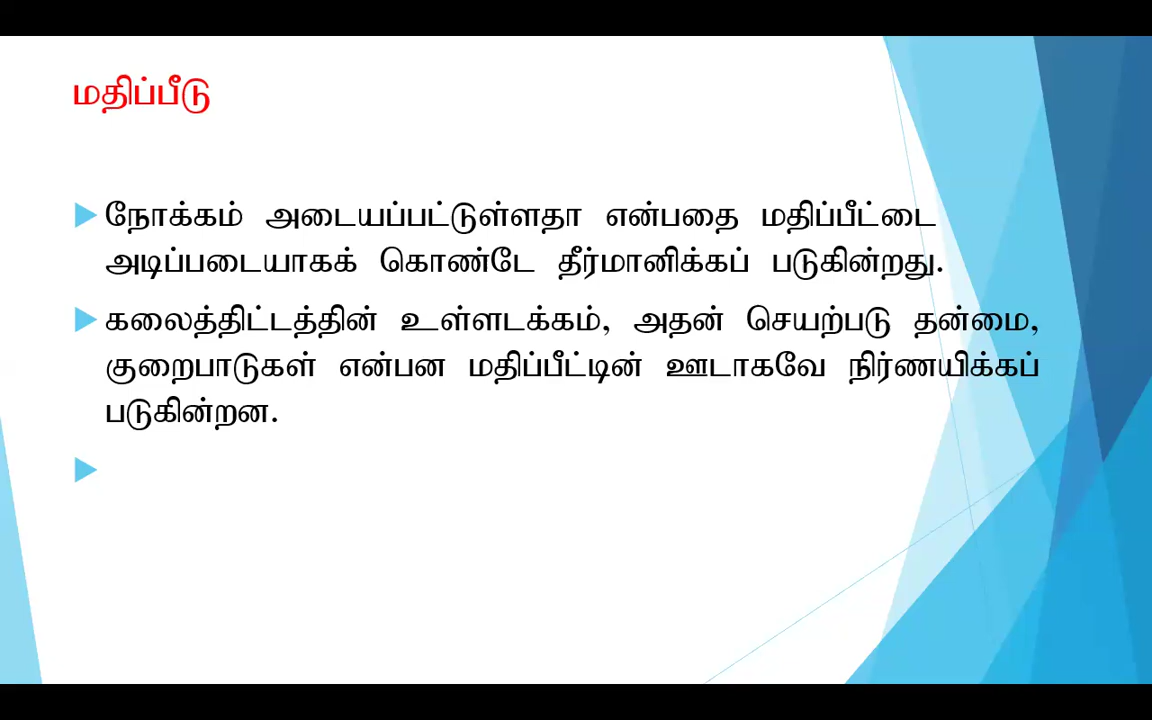 மதிப்பீடு
நோக்கம் அடையப்பட்டுள்ளதா என்பதை மதிப்பீட்டை
அடிப்படையாகக் கொண்டே தீர்மானிக்கப் படுகின்றது.
கலைத்திட்டத்தின் உள்ளடக்கம், அதன் செயற்படு தன்மை,
குறைபாடுகள் என்பன மதிப்பீட்டின் ஊடாகவே நிர்ணயிக்கப்
படுகின்றன.